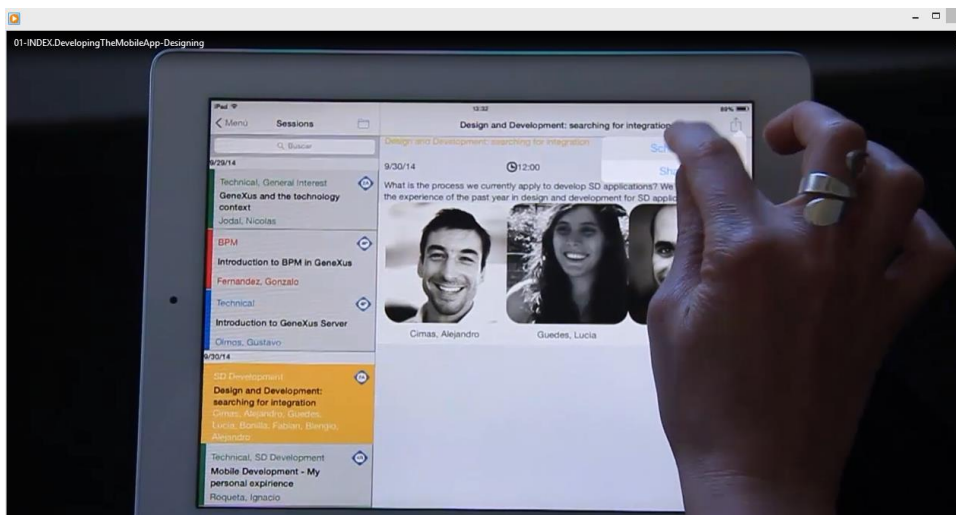 01-INDEX.DevelopingTheMobileApp-Designing
iPad
12:32
89%
Menú
Sessions
Design and Development: searching for integration
Buscar
9/29/14
Technical, General Interest
GeneXus and the technology
context
Jodal, Nicolas
BPM
Introduction to BPM in GeneXus
Fernandez, Gonzalo
Technical
Introduction to GeneXus Server
Olmos, Gustavo
9/30/14
SD Development
Design and Development:
searching for integration
Cimas, Alejandro, Guedes,
Lucia, Bonilla, Fabian, Blengio,
Alejandro
Technical, SD Development
Mobile Development - My
personal expirience
Roqueta, Ignacio
Design and Development: searching for integration
9/30/14
12:00
What is the process we currently apply to develop SD applications? We
the experience of the past year in design and development for SD
Cimas, Alejandro
Guedes, Lucia